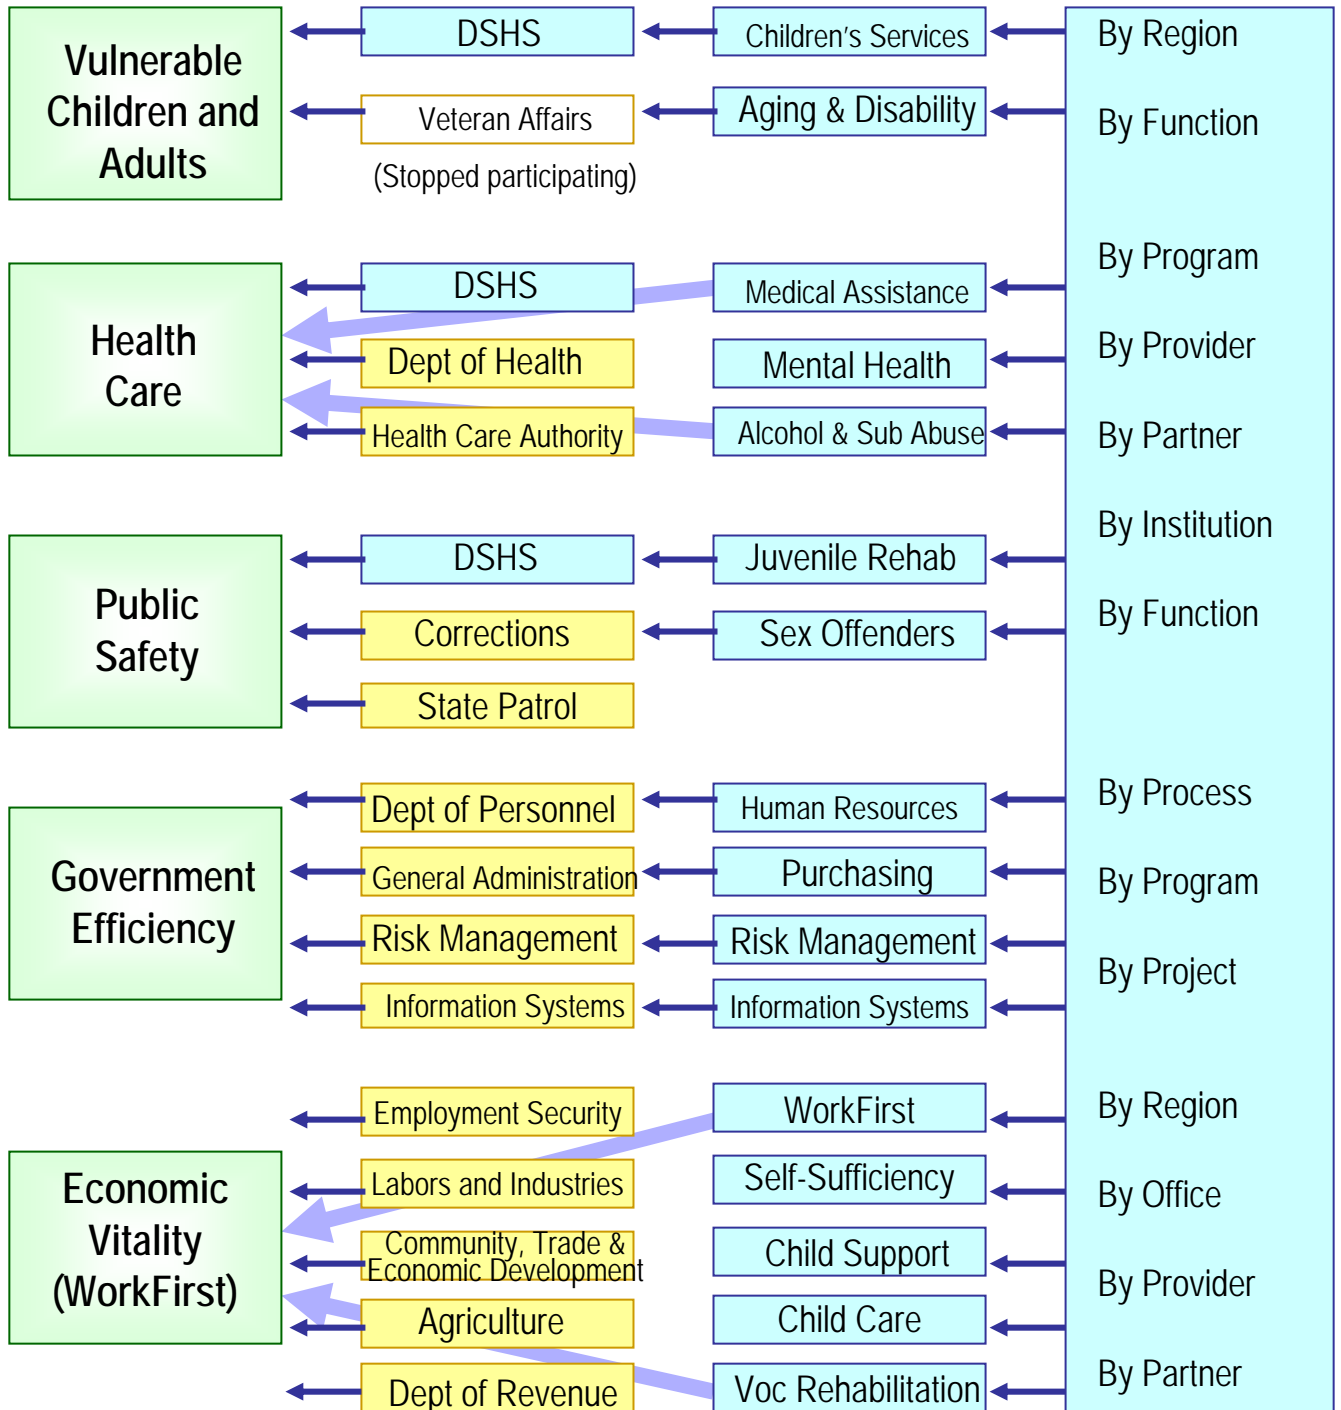 Vulnerable
Children and
Adults
DSHS
Children's Services
By Region
Veteran Affairs
(Stopped participating)
Aging & Disability
By Function
Health
Care
DSHS
Dept of Health
Health Care Authority
Medical Assistance
Mental Health
Alcohol & Sub Abuse
By Program
By Provider
By Partner
Public
Safety
DSHS
Corrections
State Patrol
Juvenile Rehab
Sex Offenders
By Institution
By Function
Government
Efficiency
Dept of Personnel
General Administration
Risk Management
Information Systems
Human Resources
Purchasing
Risk Management
Information Systems
By Process
By Program
By Project
Economic
Vitality
(WorkFirst)
Employment Security
Labors and Industries
Community, Trade &
Economic Development
Agriculture
Dept of Revenue
WorkFirst
Self-Sufficiency
Child Support
Child Care
Voc Rehabilitation
By Region
By Office
By Provider
By Partner